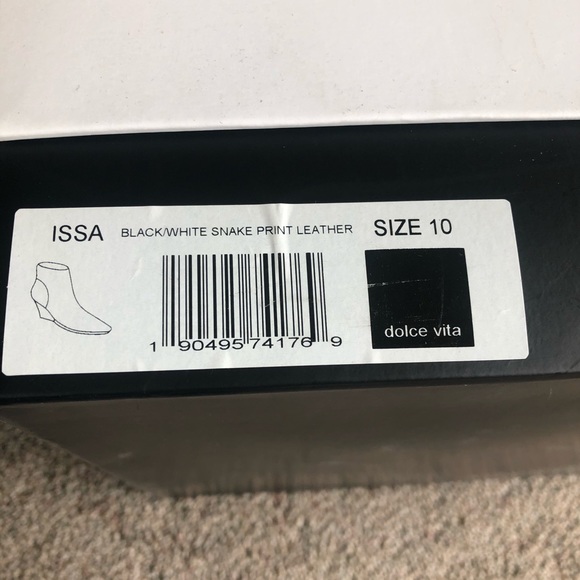 ISSA BLACK/WHITE SNAKE PRINT LEATHER SIZE 10
dolce vita
1 90495 74176 9